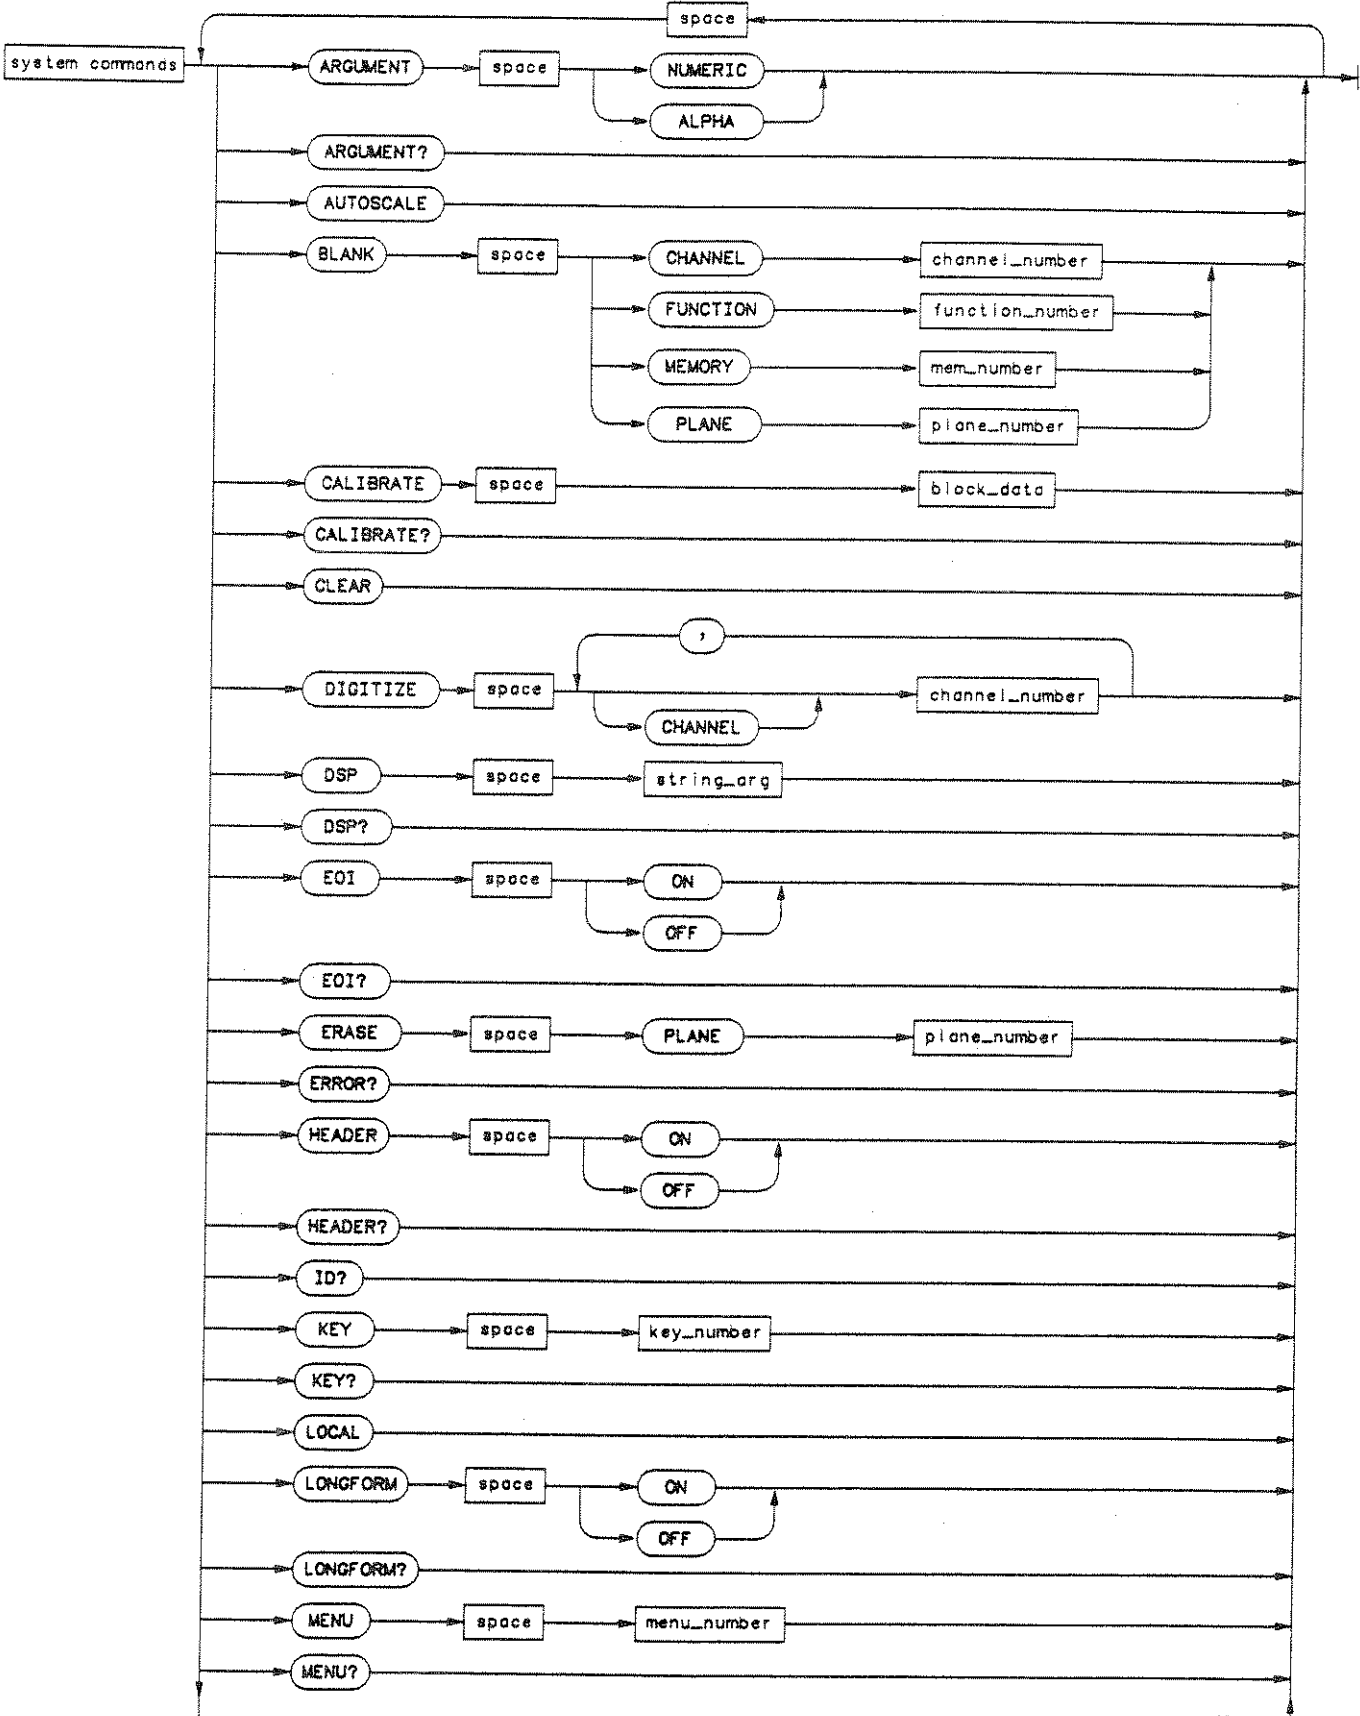 space
system commands ARGUMENT space NUMERIC
ALPHA
ARGUMENT?
AUTOSCALE
BLANK space CHANNEL channel_number
FUNCTION function_number
MEMORY mem_number
PLANE plane_number
CALIBRATE space block_data
CALIBRATE?
CLEAR
,
DIGITIZE space channel_number
CHANNEL
DSP space string_arg
DSP?
EOI space ON
OFF
EOI?
ERASE space PLANE plane_number
ERROR?
HEADER space ON
OFF
HEADER?
ID?
KEY space key_number
KEY?
LOCAL
LONGFORM space ON
OFF
LONGFORM?
MENU space menu_number
MENU?